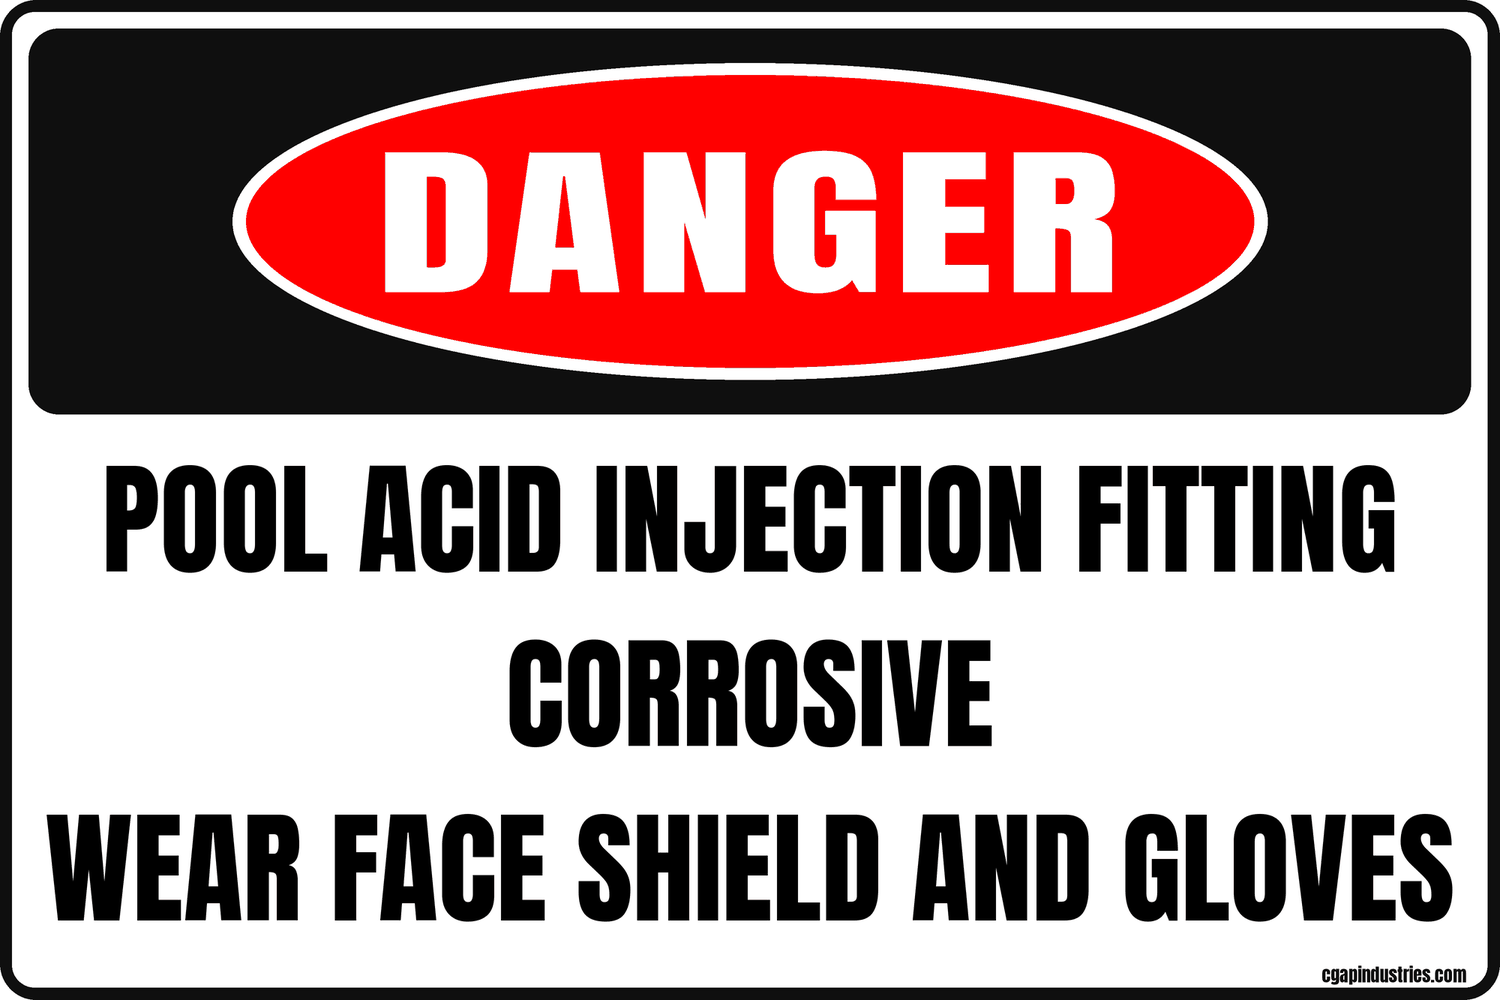 DANGER
POOL ACID INJECTION FITTING
CORROSIVE
WEAR FACE SHIELD AND GLOVES
cgapindustries.com